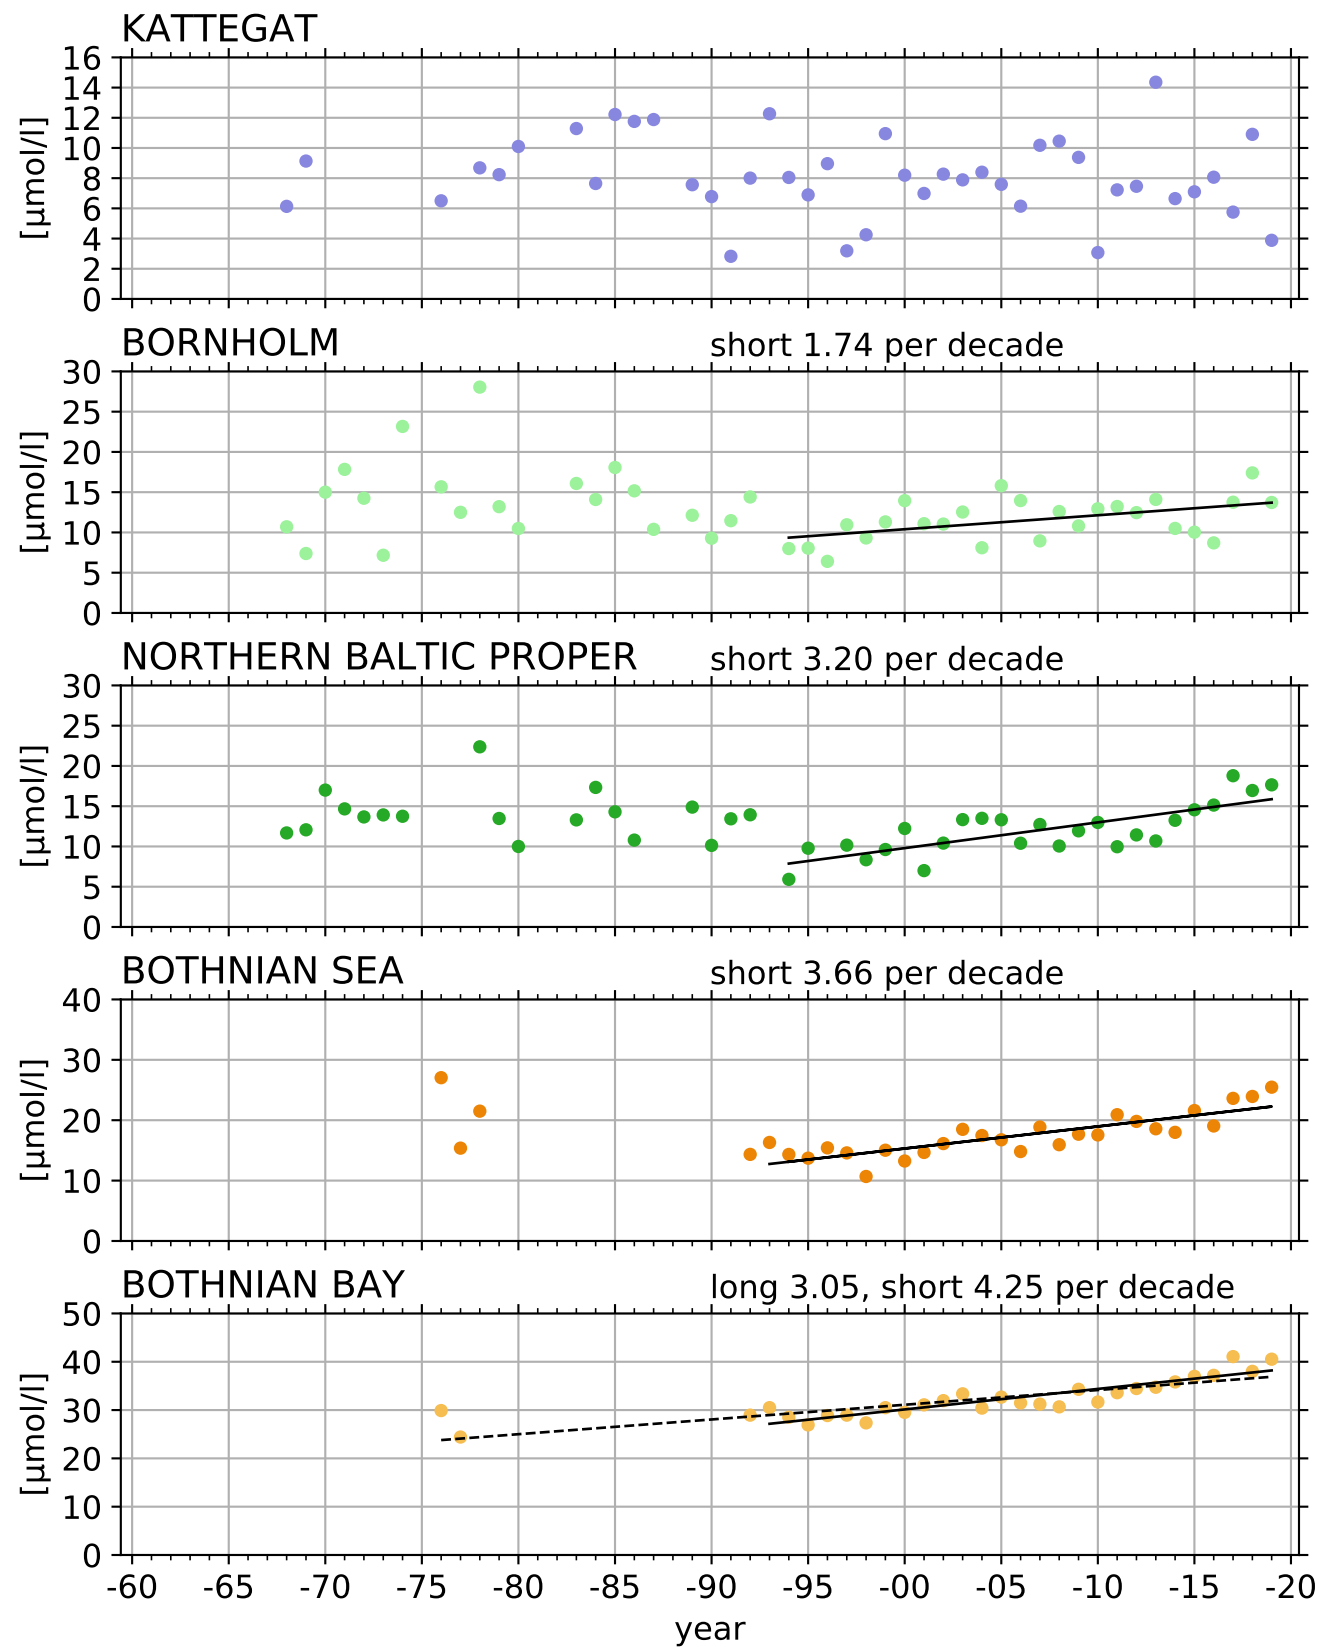 KATTEGAT
16
14
12
10
8
6
4
2
0
[µmol/l]
BORNHOLM short 1.74 per decade
30
25
20
15
10
5
0
[µmol/l]
NORTHERN BALTIC PROPER short 3.20 per decade
30
25
20
15
10
5
0
[µmol/l]
BOTHNIAN SEA short 3.66 per decade
40
30
20
10
0
[µmol/l]
BOTHNIAN BAY long 3.05, short 4.25 per decade
50
40
30
20
10
0
[µmol/l]
-60 -65 -70 -75 -80 -85 -90 -95 -00 -05 -10 -15 -20
year